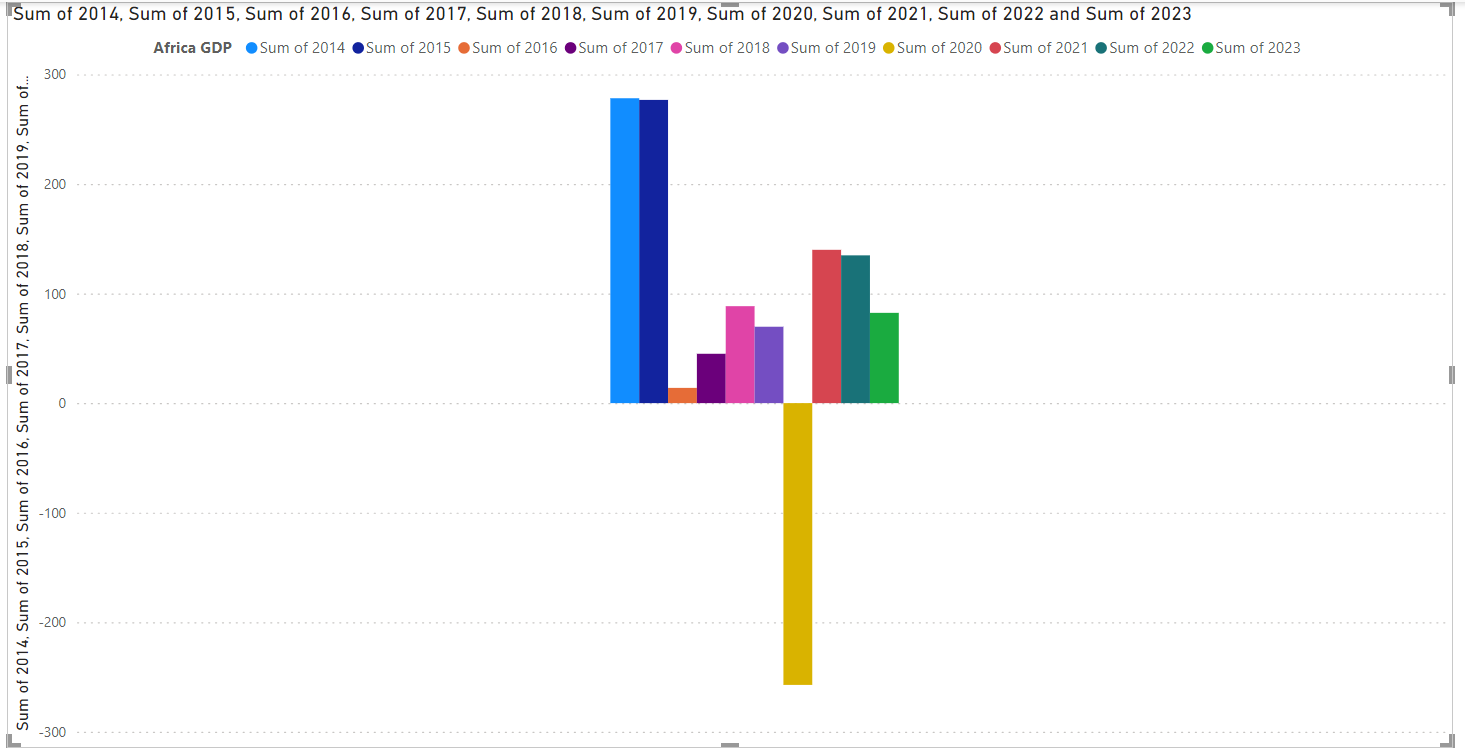 Sum of 2014, Sum of 2015, Sum of 2016, Sum of 2017, Sum of 2018, Sum of 2019, Sum of 2020, Sum of 2021, Sum of 2022 and Sum of 2023
Africa GDP Sum of 2014 Sum of 2015 Sum of 2016 Sum of 2017 Sum of 2018 Sum of 2019 Sum of 2020 Sum of 2021 Sum of 2022 Sum of 2023
Sum of 2014, Sum of 2015, Sum of 2016, Sum of 2017, Sum of 2018, Sum of 2019, Sum of...
300
200
100
0
-100
-200
-300